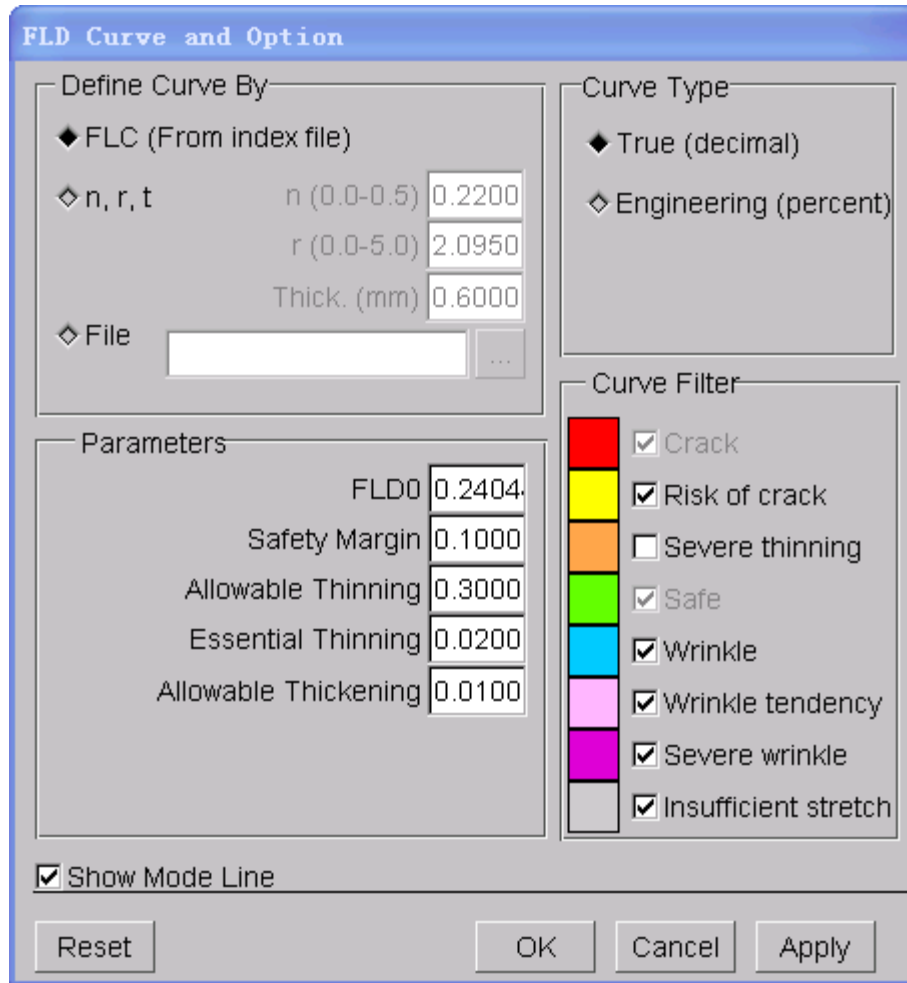 FLD Curve and Option
Define Curve By
FLC (From index file)
n, r, t
n (0.0-0.5) 0.2200
r (0.0-5.0) 2.0950
Thick. (mm) 0.6000
File
...
Curve Type
True (decimal)
Engineering (percent)
Parameters
FLD0 0.2404
Safety Margin 0.1000
Allowable Thinning 0.3000
Essential Thinning 0.0200
Allowable Thickening 0.0100
Curve Filter
Crack
Risk of crack
Severe thinning
Safe
Wrinkle
Wrinkle tendency
Severe wrinkle
Insufficient stretch
Show Mode Line
Reset OK Cancel Apply